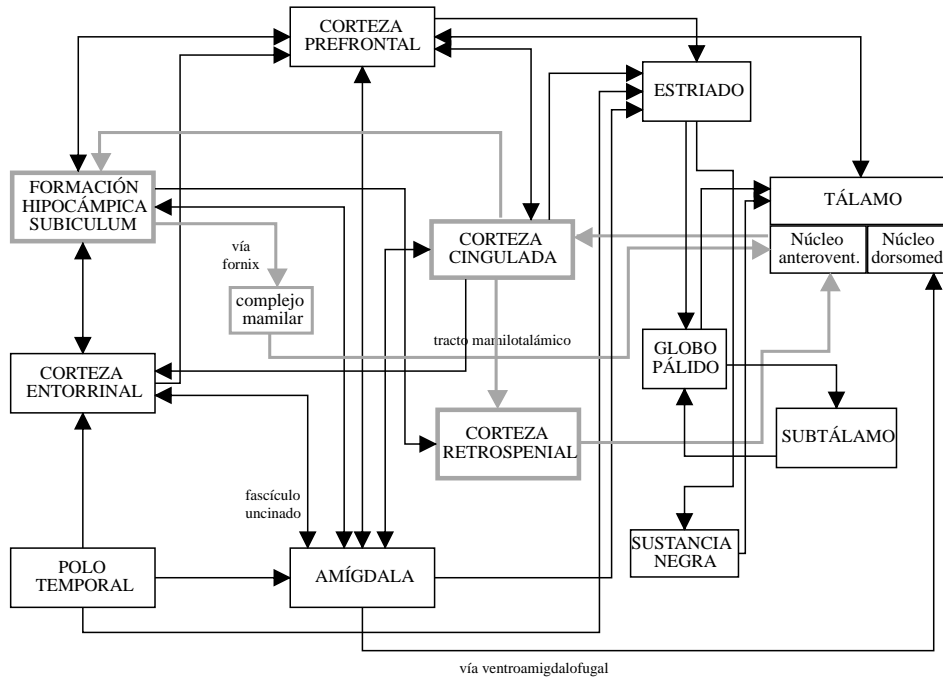 CORTEZA
PREFRONTAL
ESTRIADO
FORMACIÓN
HIPOCÁMPICA
SUBICULUM
TÁLAMO
Núcleo
anterovent.
Núcleo
dorsomed.
vía
fornix
CORTEZA
CINGULADA
complejo
mamilar
tracto mamilotalámico
GLOBO
PÁLIDO
CORTEZA
ENTORRINAL
CORTEZA
RETROSPENIAL
SUBTÁLAMO
fascículo
uncinado
SUSTANCIA
NEGRA
POLO
TEMPORAL
AMÍGDALA
vía ventroamigdalofugal